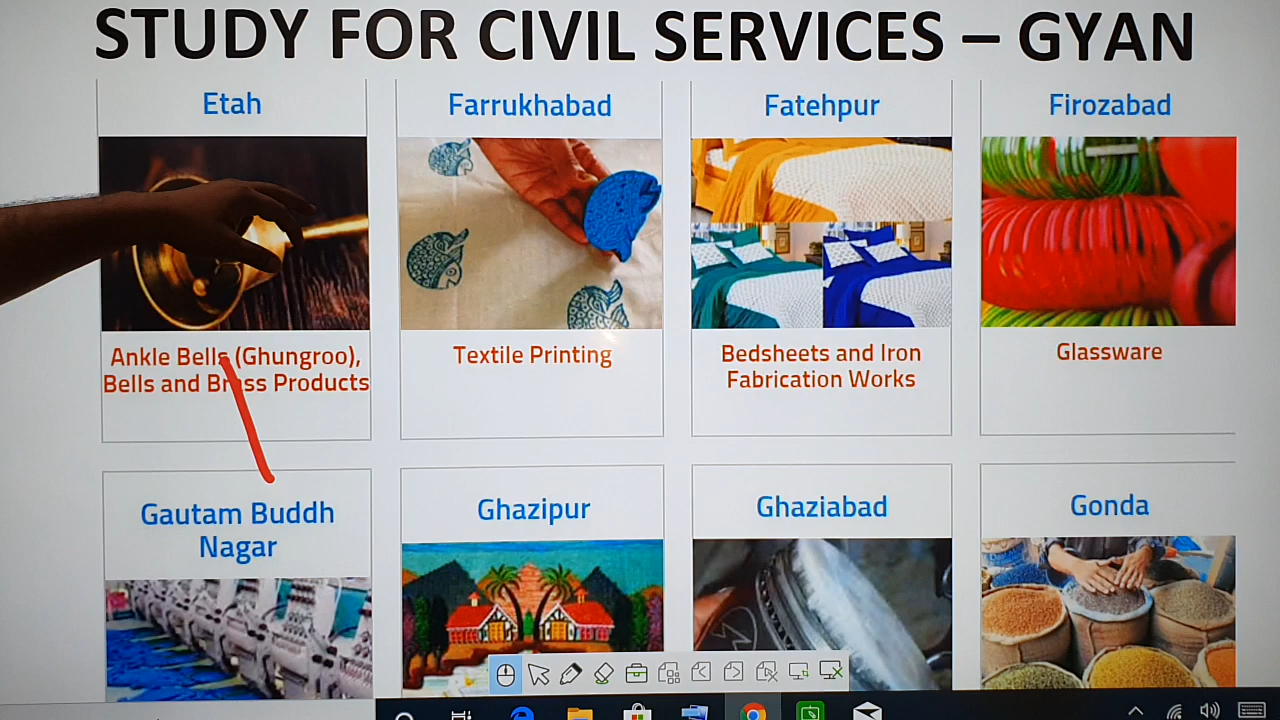 STUDY FOR CIVIL SERVICES – GYAN
Etah
Farrukhabad
Fatehpur
Firozabad
Ankle Bells (Ghungroo),
Bells and Brass Products
Textile Printing
Bedsheets and Iron
Fabrication Works
Glassware
Gautam Buddh
Nagar
Ghazipur
Ghaziabad
Gonda